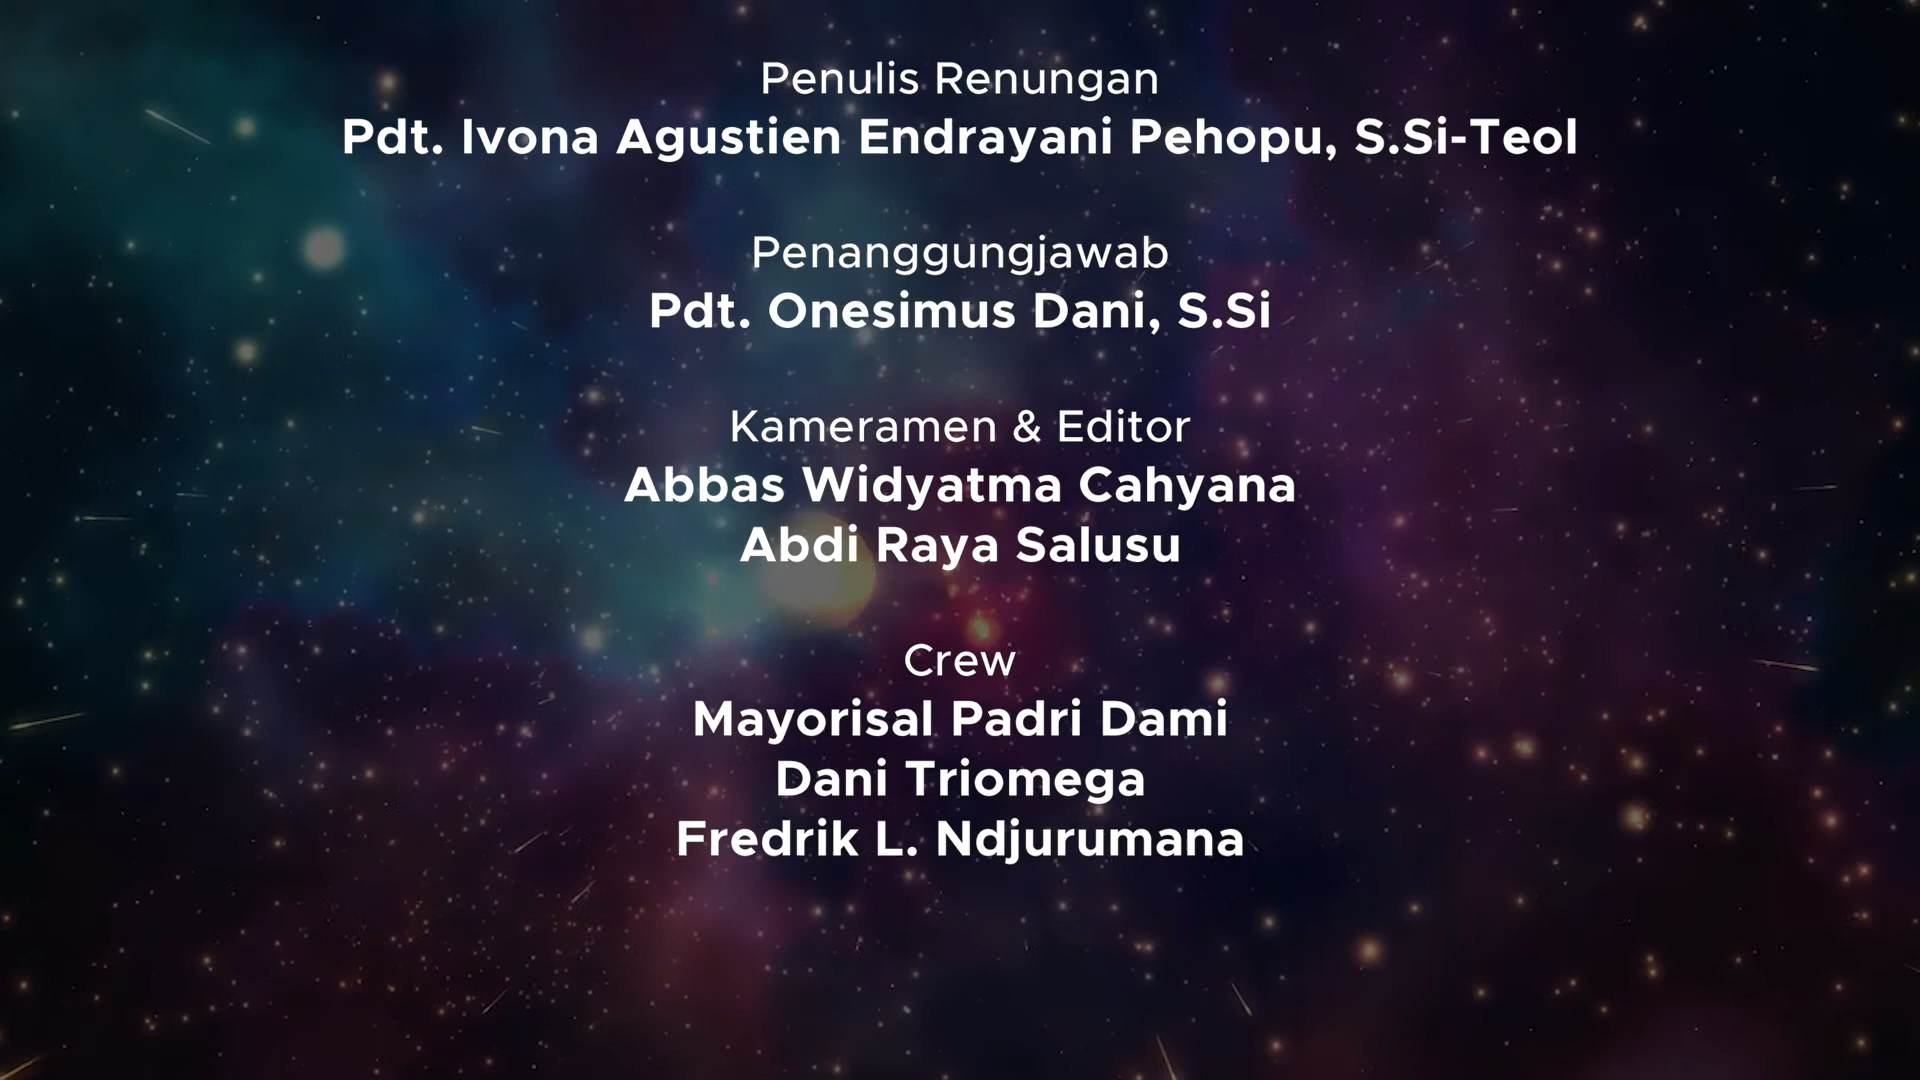 Penulis Renungan
Pdt. Ivona Agustien Endrayani Pehopu, S.Si-Teol
Penanggungjawab
Pdt. Onesimus Dani, S.Si
Kameramen & Editor
Abbas Widyatma Cahyana
Abdi Raya Salusu
Crew
Mayorisal Padri Dami
Dani Triomega
Fredrik L. Ndjurumana